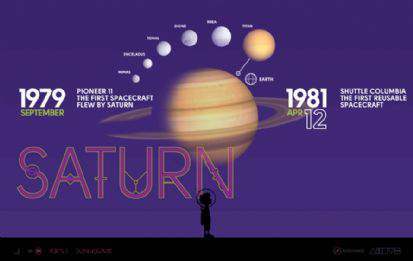 RHEA
DIONE
TITAN
TETHYS
ENCELADUS
MIMAS
EARTH
1979
SEPTEMBER
PIONEER 11
THE FIRST SPACECRAFT
FLEW BY SATURN
1981
APR 12
SHUTTLE COLUMBIA
THE FIRST REUSABLE
SPACECRAFT
SATURN